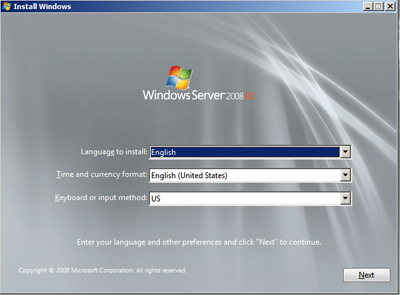 Install Windows
Windows Server 2008 R2
Language to install: English
Time and currency format: English (United States)
Keyboard or input method: US
Enter your language and other preferences and click "Next" to continue.
Copyright © 2009 Microsoft Corporation. All rights reserved.
Next